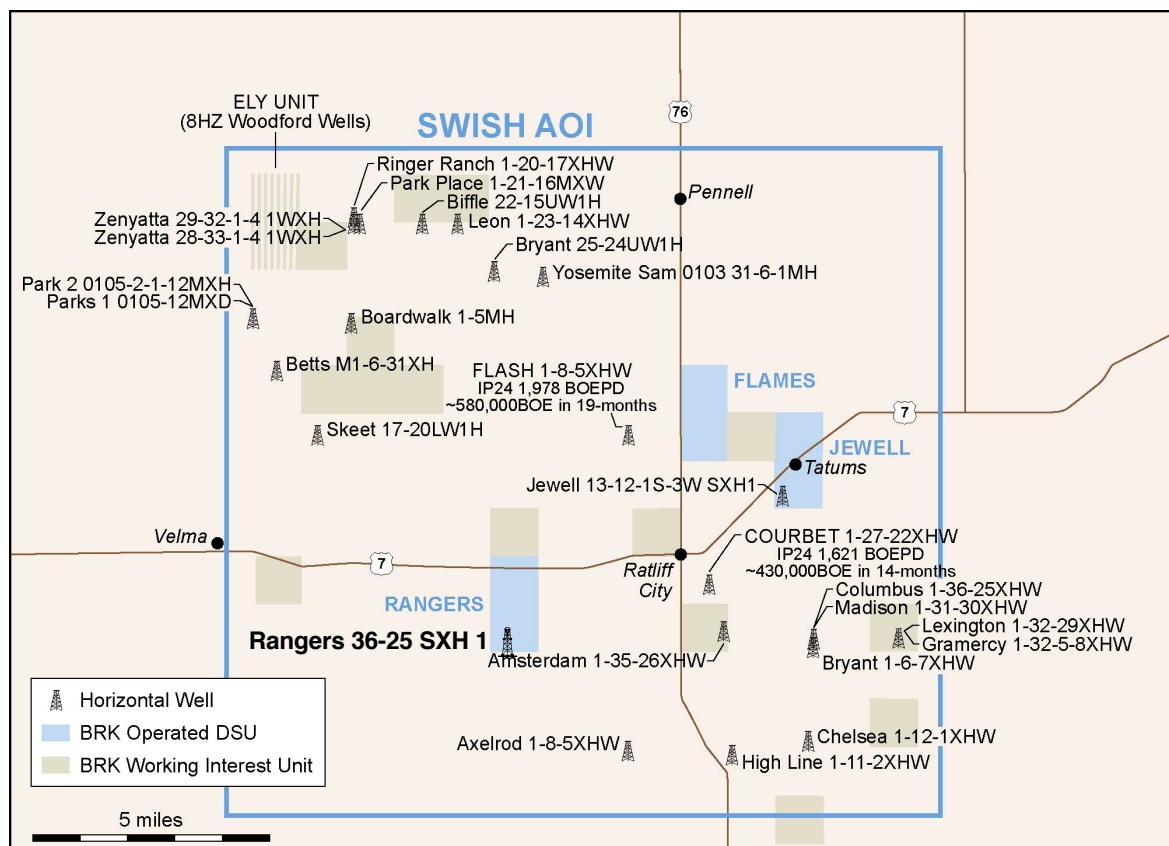 ELY UNIT
(8HZ Woodford Wells)
SWISH AOI
76
Ringer Ranch 1-20-17XHW
Park Place 1-21-16MXW
Biffle 22-15UW1H
Leon 1-23-14XHW
Pennell
Zenyatta 29-32-1-4 1WXH
Zenyatta 28-33-1-4 1WXH
Bryant 25-24UW1H
Yosemite Sam 0103 31-6-1MH
Park 2 0105-2-1-12MXH
Parks 1 0105-12MXD
Boardwalk 1-5MH
Betts M1-6-31XH
FLASH 1-8-5XHW
IP24 1,978 BOEPD
~580,000BOE in 19-months
FLAMES
7
Skeet 17-20LW1H
JEWELL
Tatums
Jewell 13-12-1S-3W SXH1
Velma
7
Ratliff
City
COURBET 1-27-22XHW
IP24 1,621 BOEPD
~430,000BOE in 14-months
RANGERS
Columbus 1-36-25XHW
Madison 1-31-30XHW
Lexington 1-32-29XHW
Gramercy 1-32-5-8XHW
Rangers 36-25 SXH 1
Amsterdam 1-35-26XHW
Bryant 1-6-7XHW
Horizontal Well
BRK Operated DSU
BRK Working Interest Unit
Axelrod 1-8-5XHW
Chelsea 1-12-1XHW
High Line 1-11-2XHW
5 miles